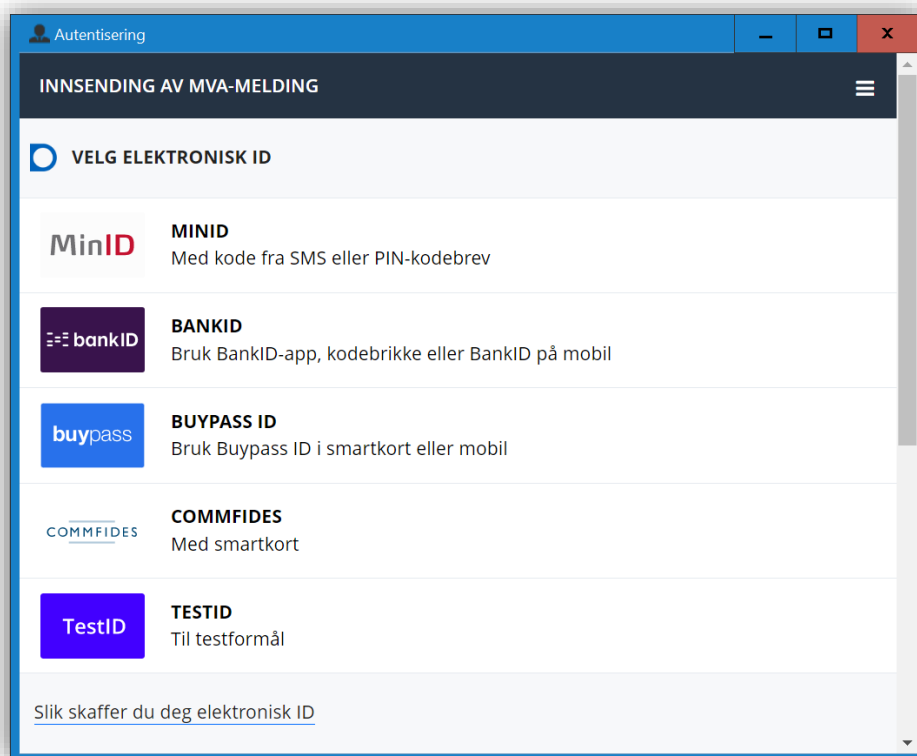 Autentisering
INNSENDING AV MVA-MELDING
VELG ELEKTRONISK ID
MinID
MINID
Med kode fra SMS eller PIN-kodebrev
bankID
BANKID
Bruk BankID-app, kodebrikke eller BankID på mobil
buypass
BUYPASS ID
Bruk Buypass ID i smartkort eller mobil
COMMFIDES
COMMFIDES
Med smartkort
TestID
TESTID
Til testformål
Slik skaffer du deg elektronisk ID